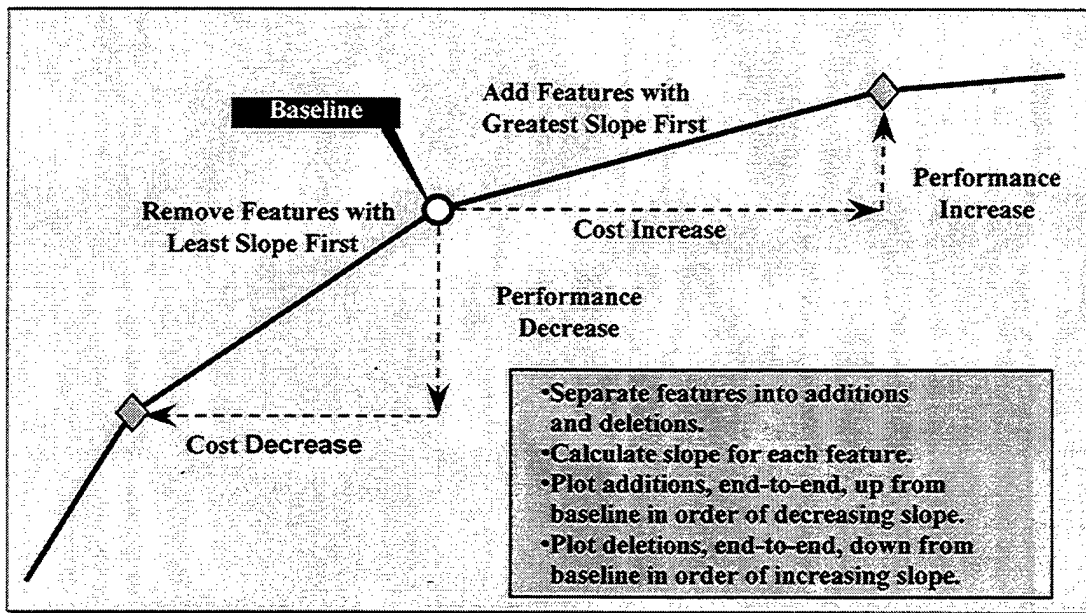 Baseline
Add Features with
Greatest Slope First
Performance
Increase
Remove Features with
Least Slope First
Cost Increase
Performance
Decrease
Cost Decrease
•Separate features into additions
and deletions.
•Calculate slope for each feature.
•Plot additions, end-to-end, up from
baseline in order of decreasing slope.
•Plot deletions, end-to-end, down from
baseline in order of increasing slope.